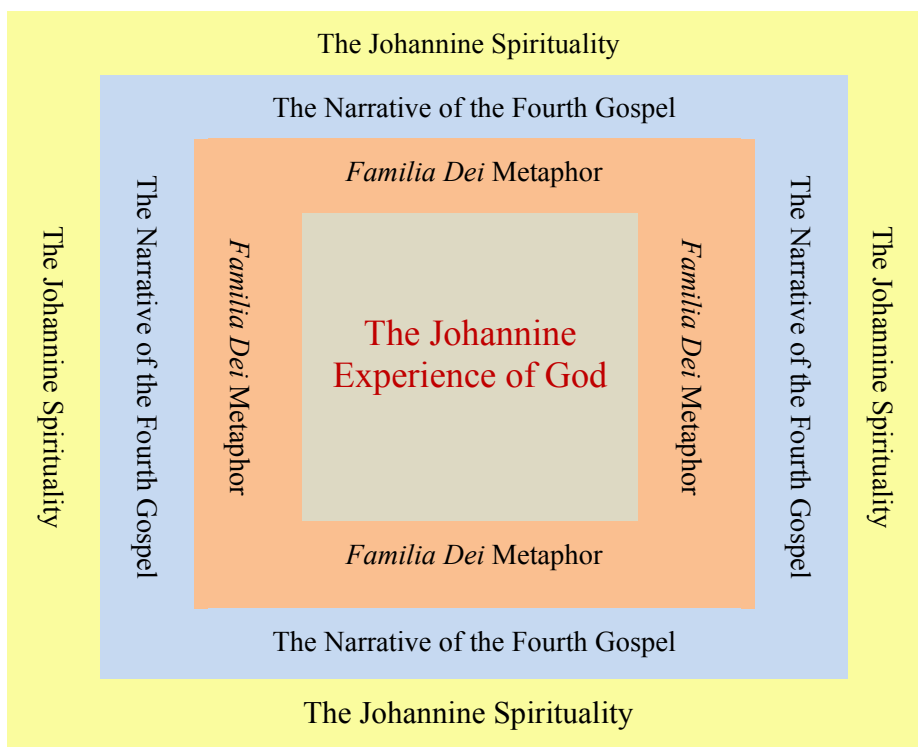 The Johannine Spirituality
The Narrative of the Fourth Gospel
Familia Dei Metaphor
The Johannine Spirituality
The Narrative of the Fourth Gospel
Familia Dei Metaphor
The Johannine
Experience of God
Familia Dei Metaphor
The Narrative of the Fourth Gospel
The Johannine Spirituality
Familia Dei Metaphor
The Narrative of the Fourth Gospel
The Johannine Spirituality